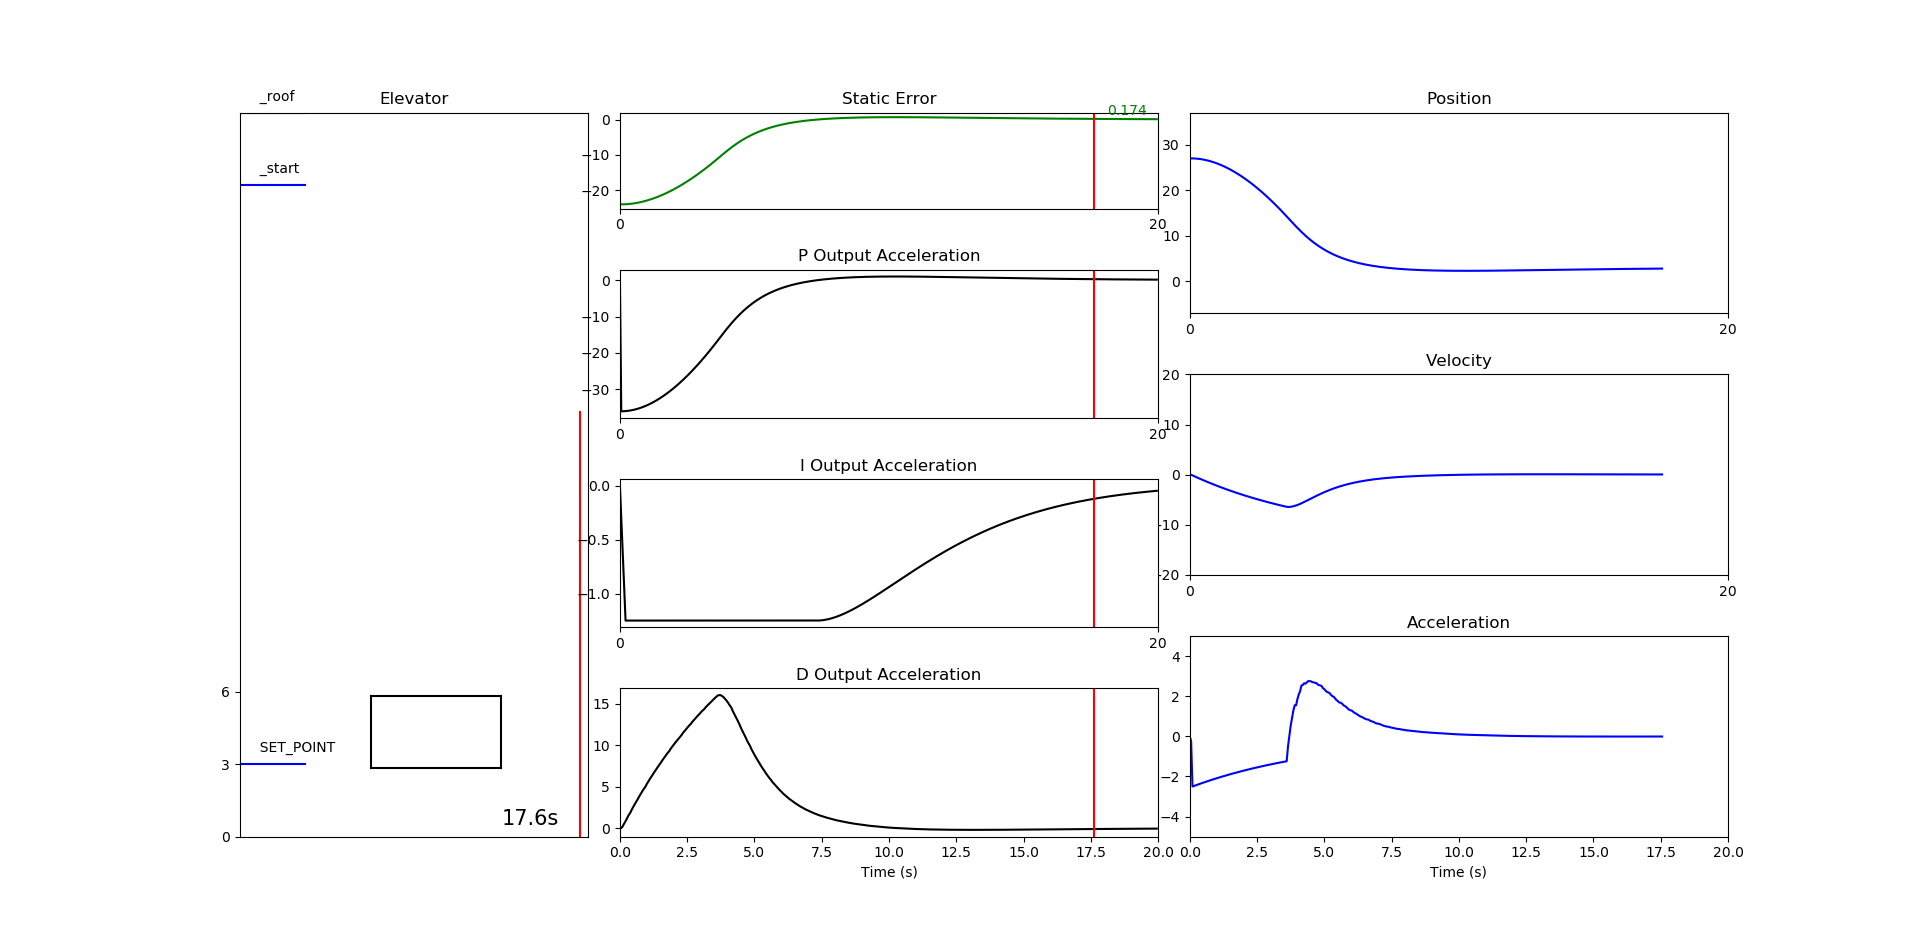 _roof
Elevator
_start
6
SET_POINT
3
17.6s
0
Static Error
0.174
0
−10
−20
0 20
P Output Acceleration
0
−10
−20
−30
0 20
I Output Acceleration
0.0
−0.5
−1.0
0 20
D Output Acceleration
15
10
5
0
0.0 2.5 5.0 7.5 10.0 12.5 15.0 17.5 20.0
Time (s)
Position
30
20
10
0
0 20
Velocity
20
10
0
-10
-20
0 20
Acceleration
4
2
0
−2
−4
0.0 2.5 5.0 7.5 10.0 12.5 15.0 17.5 20.0
Time (s)